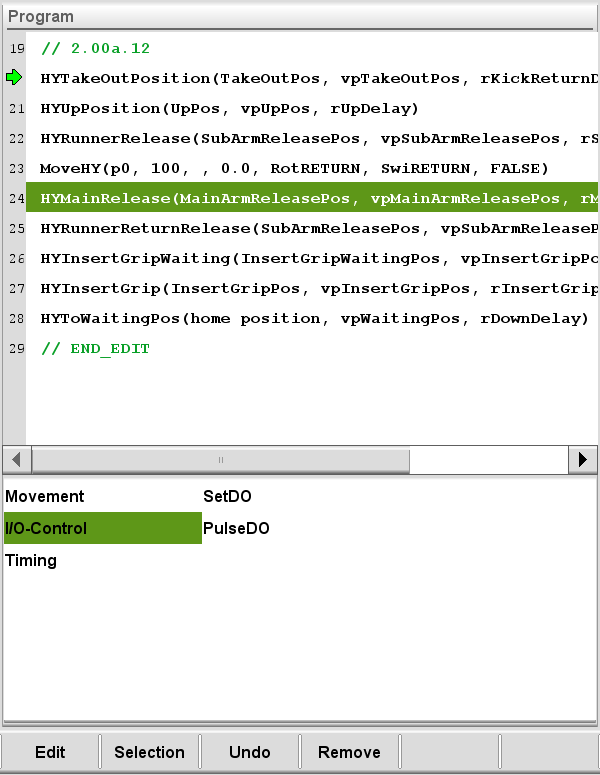 Program
19 // 2.00a.12
HYTakeOutPosition(TakeOutPos, vpTakeOutPos, rKickReturnD
21 HYUpPosition(UpPos, vpUpPos, rUpDelay)
22 HYRunnerRelease(SubArmReleasePos, vpSubArmReleasePos, rS
23 MoveHY(p0, 100, , 0.0, RotRETURN, SwiRETURN, FALSE)
24 HYMainRelease(MainArmReleasePos, vpMainArmReleasePos, rM
25 HYRunnerReturnRelease(SubArmReleasePos, vpSubArmReleaseP
26 HYInsertGripWaiting(InsertGripWaitingPos, vpInsertGripPo
27 HYInsertGrip(InsertGripPos, vpInsertGripPos, rInsertGrip
28 HYToWaitingPos(home position, vpWaitingPos, rDownDelay)
29 // END_EDIT
Movement SetDO
I/O-Control PulseDO
Timing
Edit Selection Undo Remove